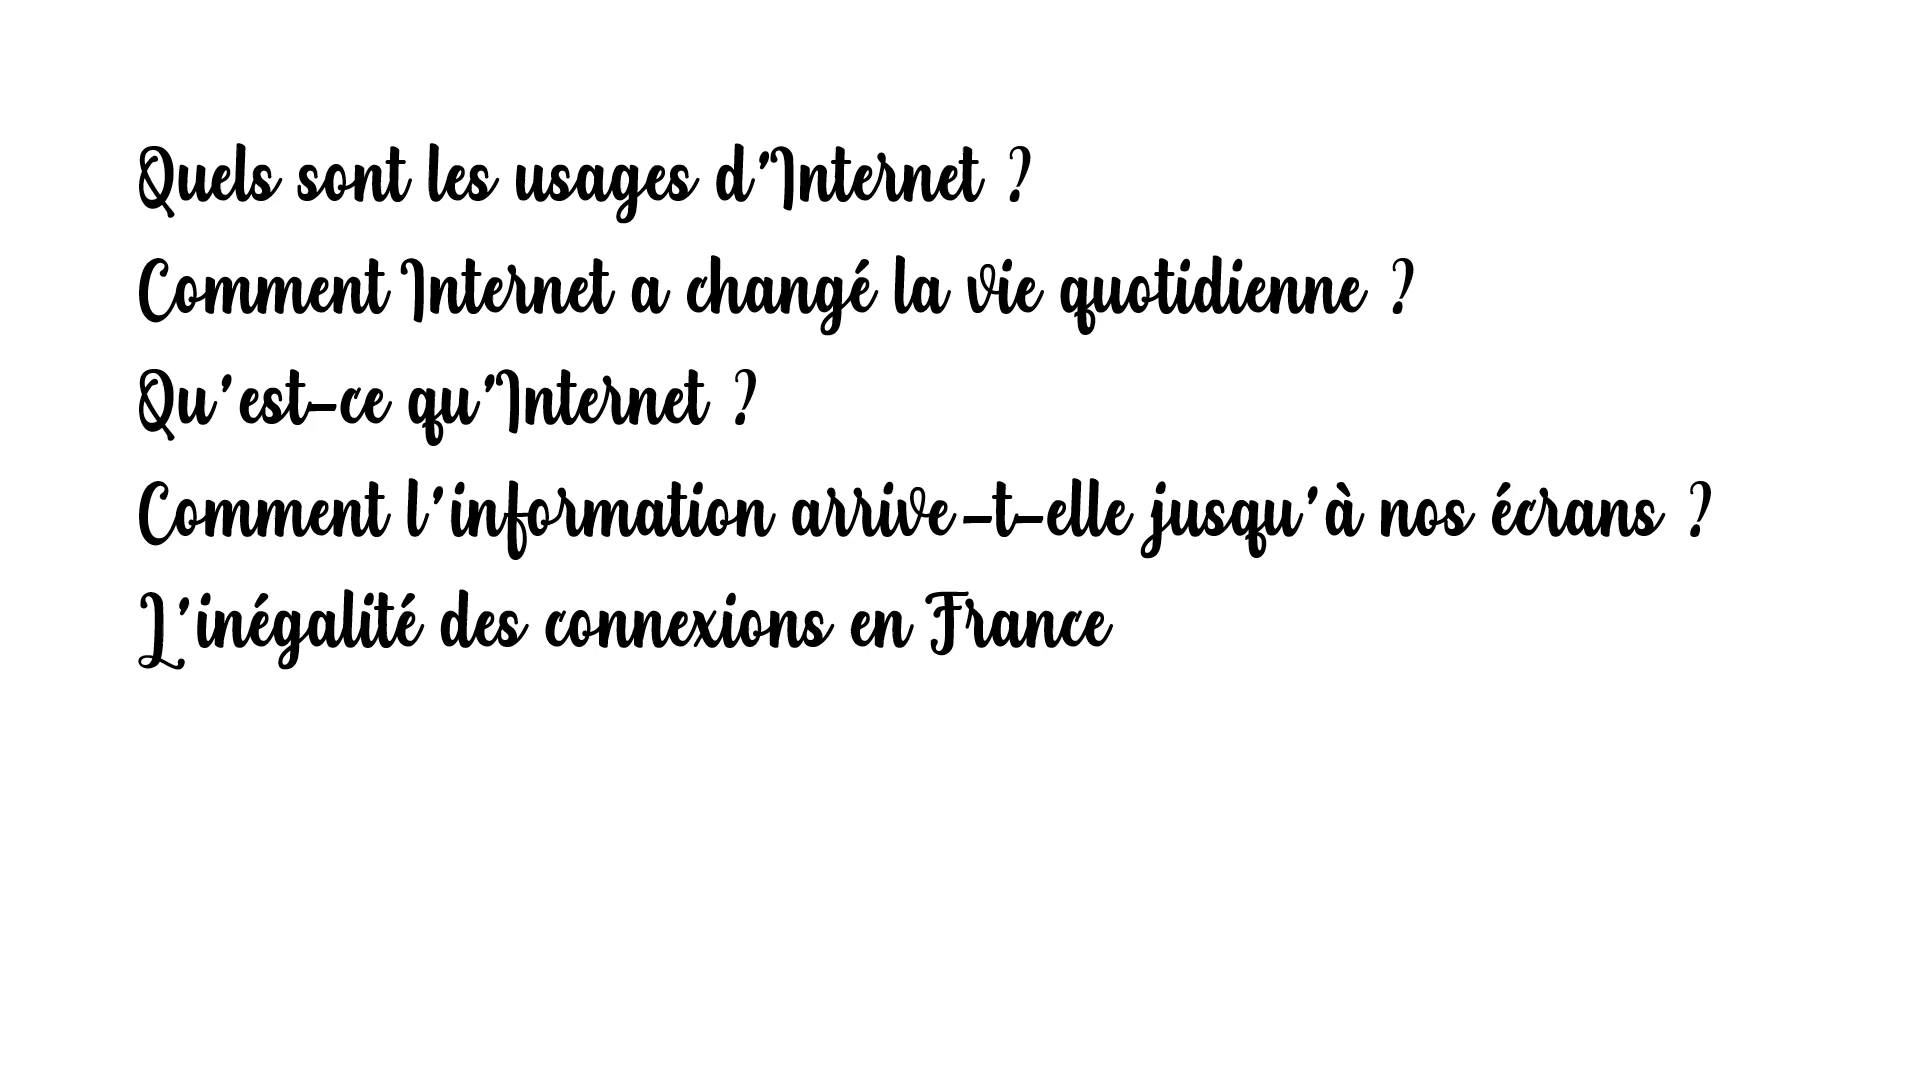 Quels sont les usages d'Internet ?
Comment Internet a changé la vie quotidienne ?
Qu'est-ce qu'Internet ?
Comment l'information arrive-t-elle jusqu'à nos écrans ?
L'inégalité des connexions en France